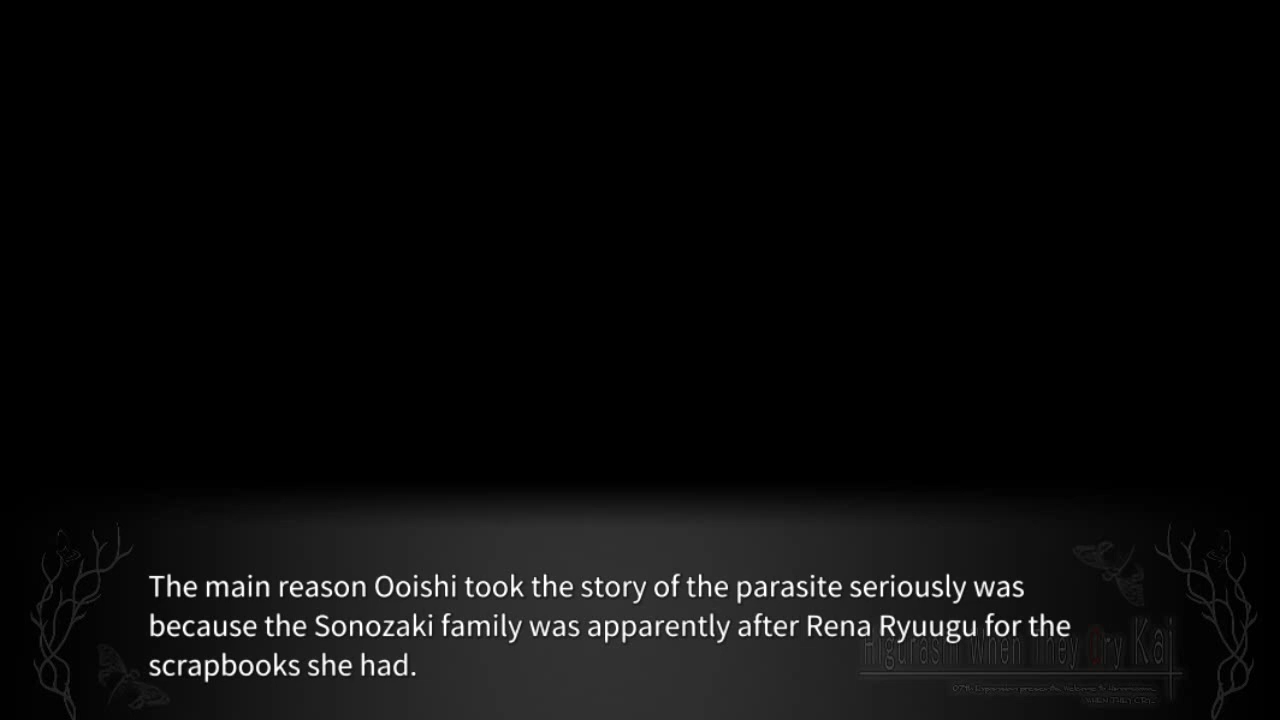 The main reason Ooishi took the story of the parasite seriously was
because the Sonozaki family was apparently after Rena Ryuugu for the
scrapbooks she had.
Higurashi When They Cry Kai